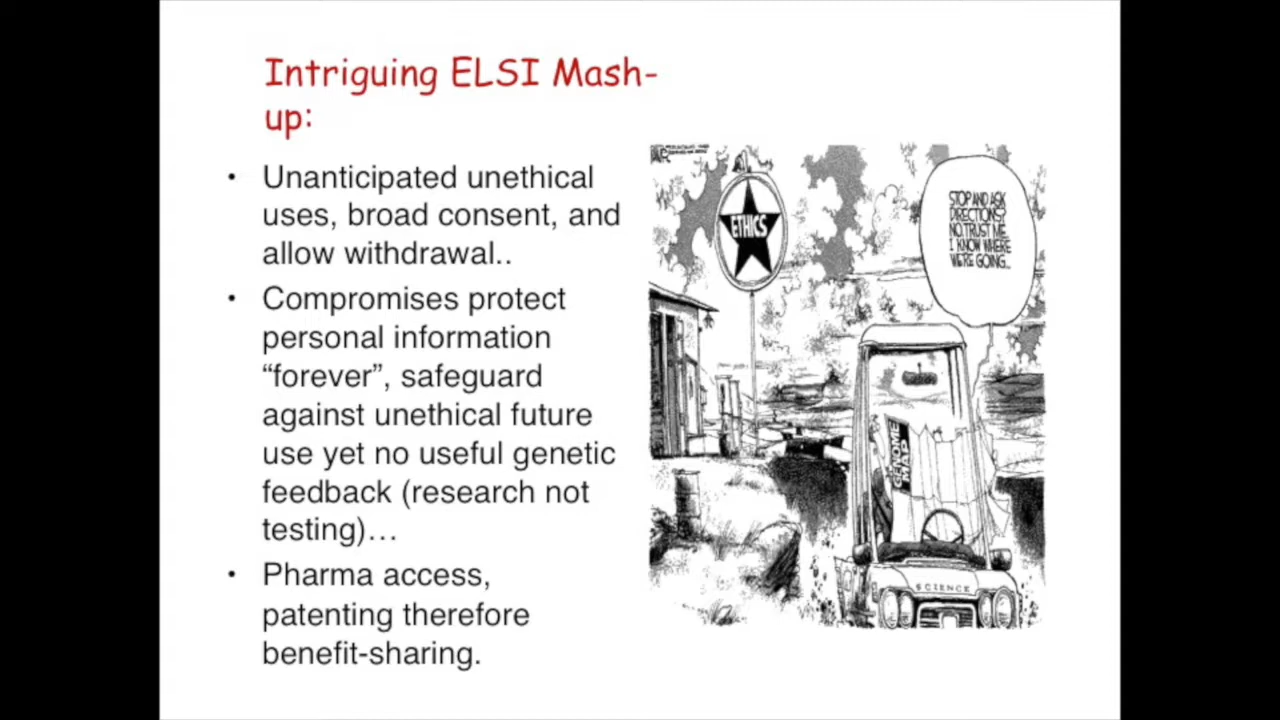 Intriguing ELSI Mash-
up:
• Unanticipated unethical
uses, broad consent, and
allow withdrawal..
• Compromises protect
personal information
“forever”, safeguard
against unethical future
use yet no useful genetic
feedback (research not
testing)…
• Pharma access,
patenting therefore
benefit-sharing.
ETHICS
STOP AND ASK
DIRECTIONS?
NO. TRUST ME.
I KNOW WHERE
WE'RE GOING...
GENOME
MAP
SCIENCE